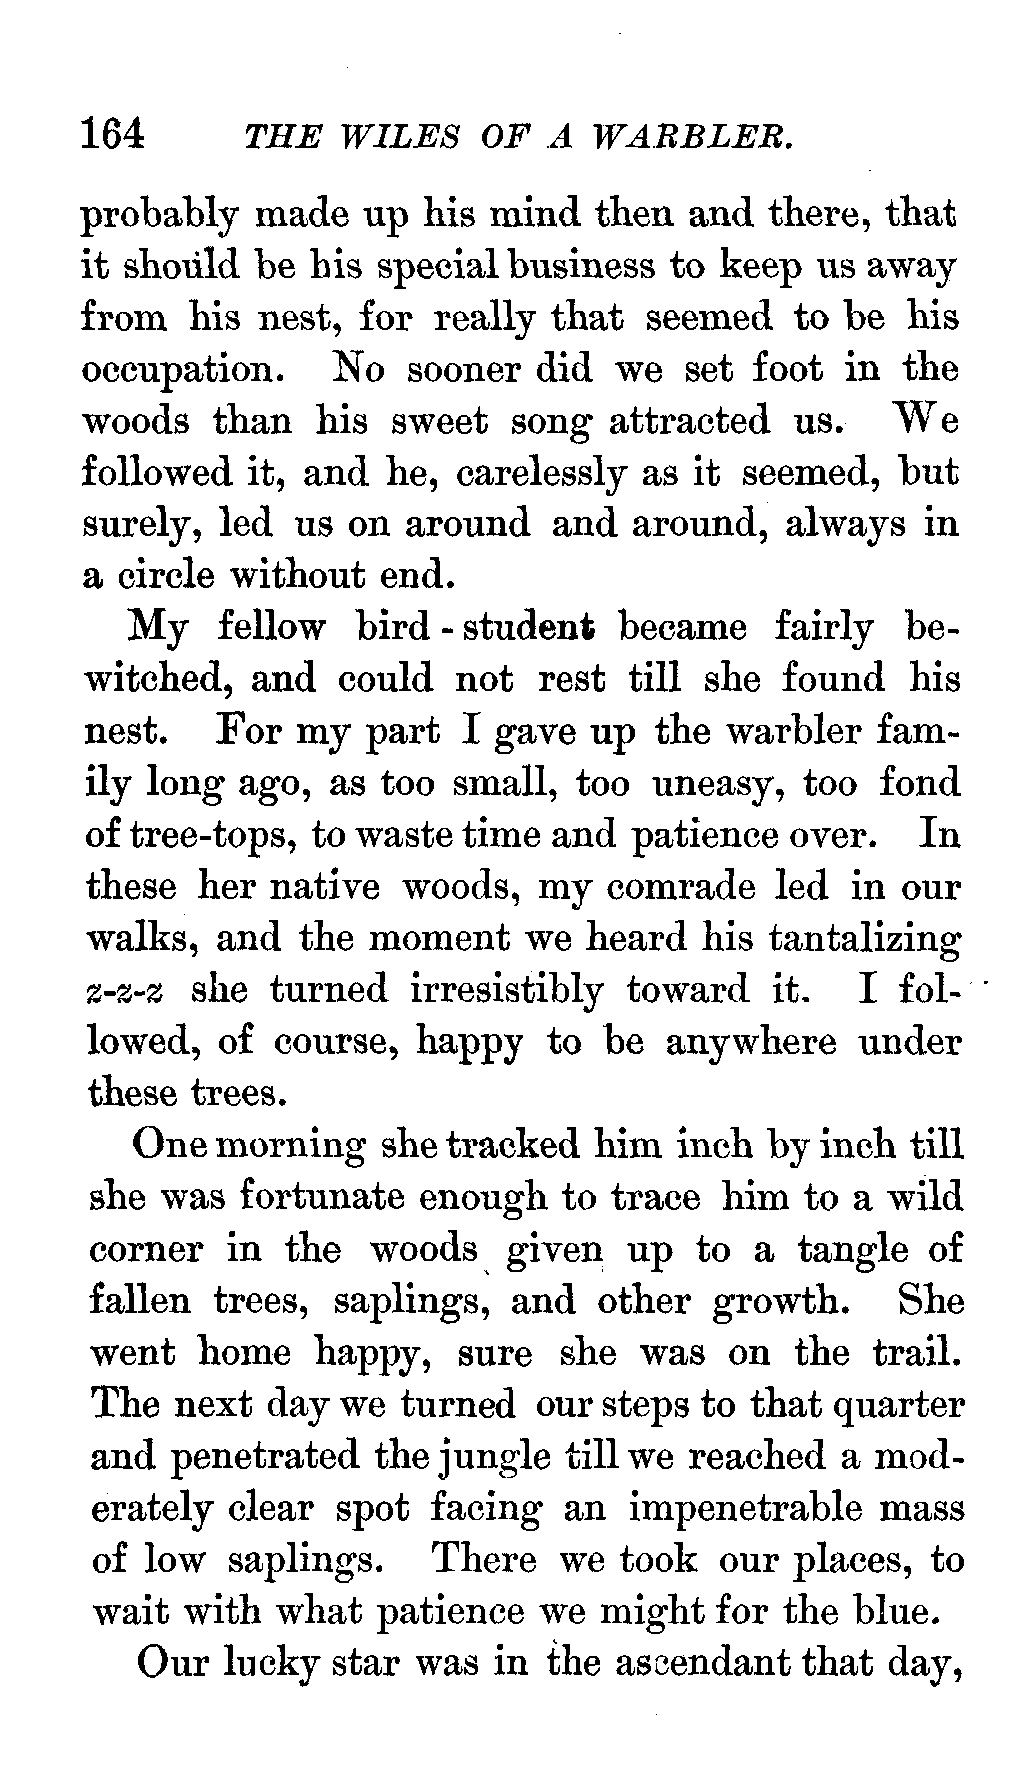 164 THE WILES OF A WARBLER.
probably made up his mind then and there, that
it should be his special business to keep us away
from his nest, for really that seemed to be his
occupation. No sooner did we set foot in the
woods than his sweet song attracted us. We
followed it, and he, carelessly as it seemed, but
surely, led us on around and around, always in
a circle without end.
My fellow bird-student became fairly be-
witched, and could not rest till she found his
nest. For my part I gave up the warbler fam-
ily long ago, as too small, too uneasy, too fond
of tree-tops, to waste time and patience over. In
these her native woods, my comrade led in our
walks, and the moment we heard his tantalizing
z-z-z she turned irresistibly toward it. I fol-
lowed, of course, happy to be anywhere under
these trees.
One morning she tracked him inch by inch till
she was fortunate enough to trace him to a wild
corner in the woods given up to a tangle of
fallen trees, saplings, and other growth. She
went home happy, sure she was on the trail.
The next day we turned our steps to that quarter
and penetrated the jungle till we reached a mod-
erately clear spot facing an impenetrable mass
of low saplings. There we took our places, to
wait with what patience we might for the blue.
Our lucky star was in the ascendant that day,